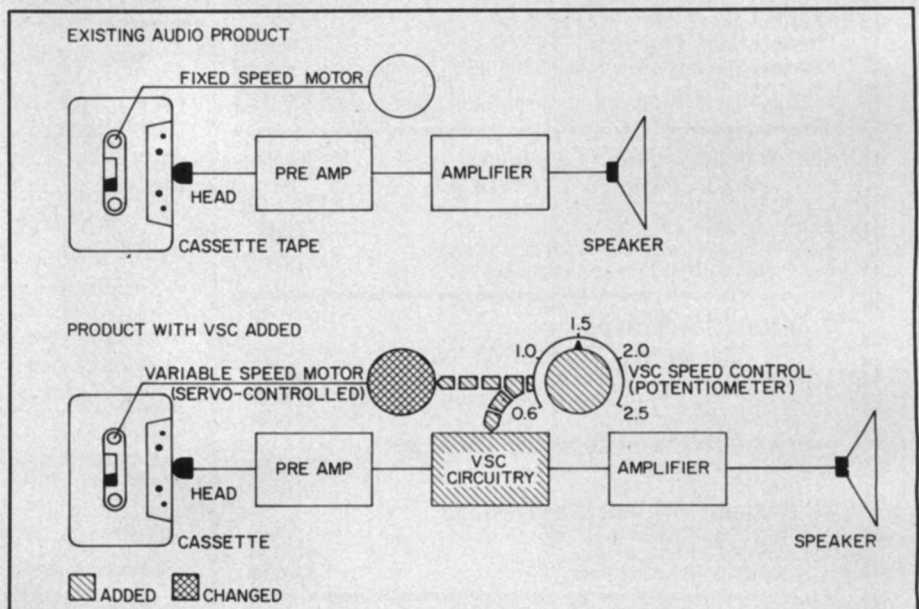 EXISTING AUDIO PRODUCT
FIXED SPEED MOTOR
PRE AMP
AMPLIFIER
HEAD
CASSETTE TAPE
SPEAKER
PRODUCT WITH VSC ADDED
1.5
1.0
2.0
VARIABLE SPEED MOTOR
(SERVO-CONTROLLED)
VSC SPEED CONTROL
(POTENTIOMETER)
0.6
2.5
PRE AMP
VSC
CIRCUITRY
AMPLIFIER
HEAD
CASSETTE
SPEAKER
ADDED
CHANGED